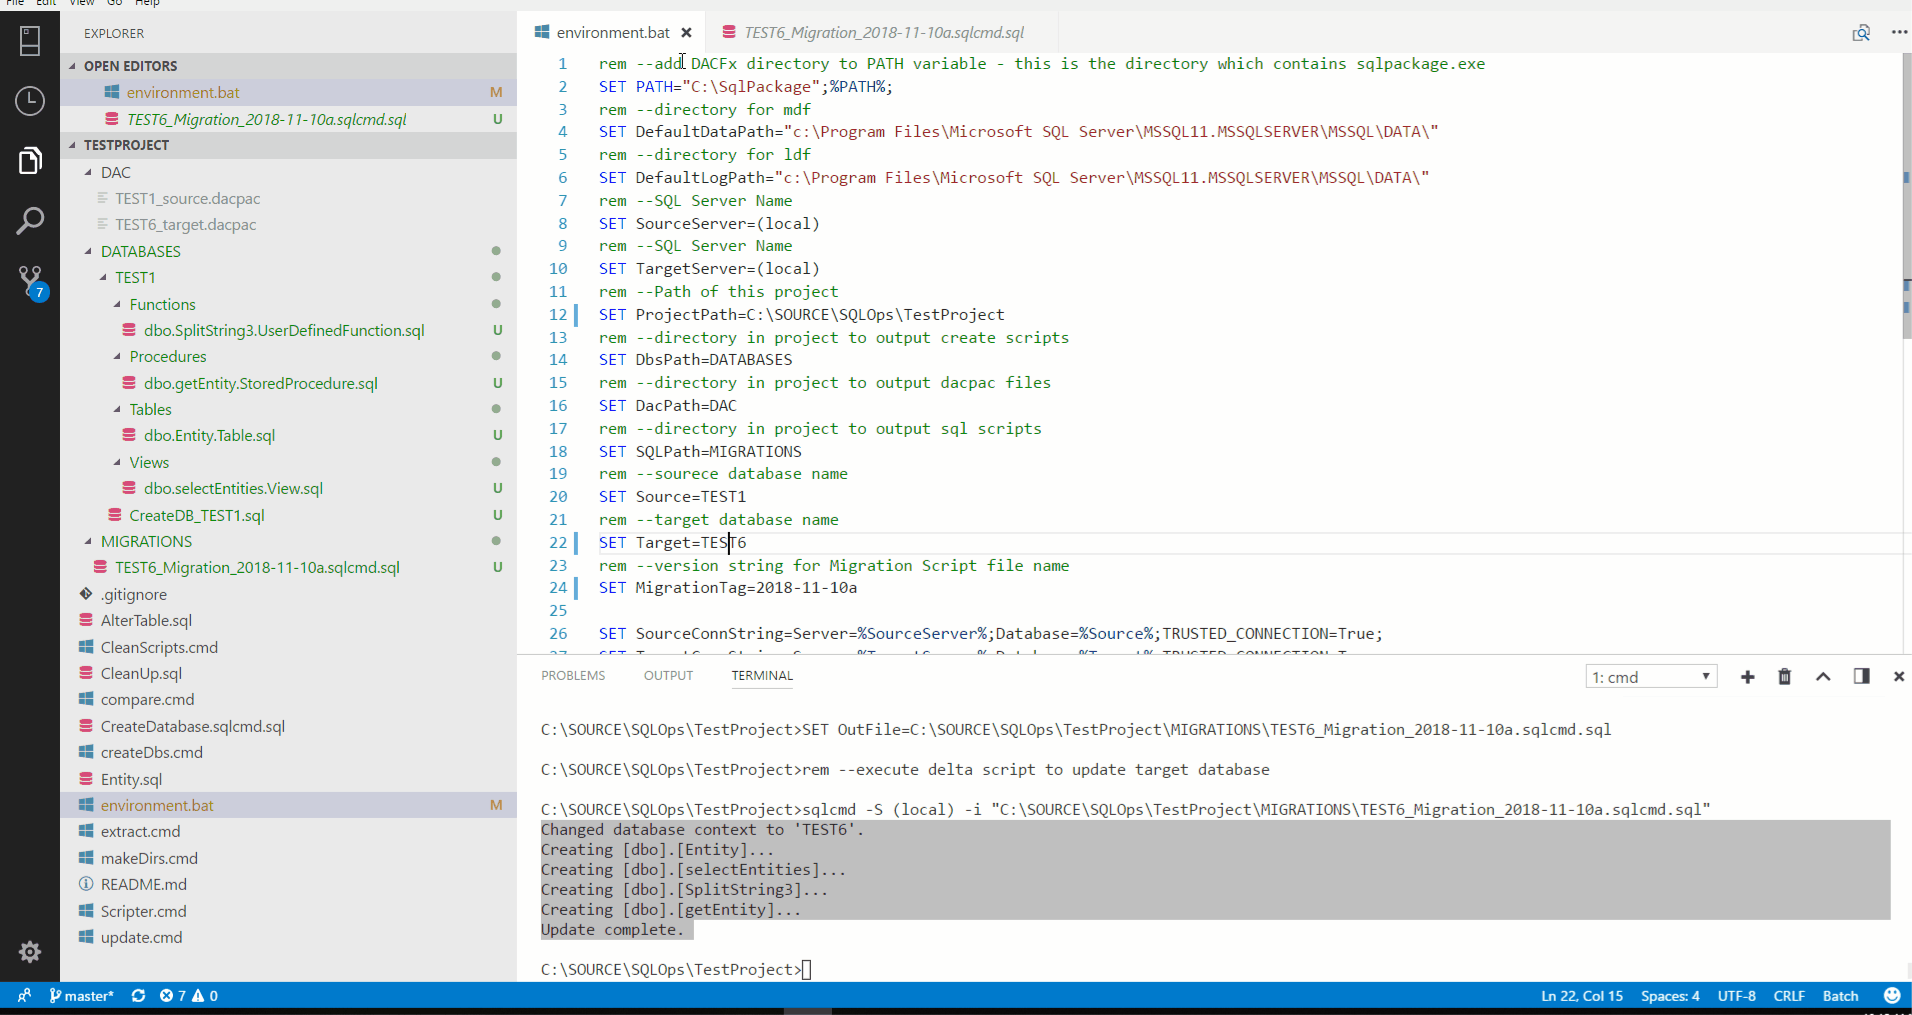 File Edit View Go Help
EXPLORER
OPEN EDITORS
environment.bat M
TEST6_Migration_2018-11-10a.sqlcmd.sql U
TESTPROJECT
DAC
TEST1_source.dacpac
TEST6_target.dacpac
DATABASES
TEST1
Functions
dbo.SplitString3.UserDefinedFunction.sql U
Procedures
dbo.getEntity.StoredProcedure.sql U
Tables
dbo.Entity.Table.sql U
Views
dbo.selectEntities.View.sql U
CreateDB_TEST1.sql U
MIGRATIONS
TEST6_Migration_2018-11-10a.sqlcmd.sql U
.gitignore
AlterTable.sql
CleanScripts.cmd
CleanUp.sql
compare.cmd
CreateDatabase.sqlcmd.sql
createDbs.cmd
Entity.sql
environment.bat M
extract.cmd
makeDirs.cmd
README.md
Scripter.cmd
update.cmd
7
environment.bat TEST6_Migration_2018-11-10a.sqlcmd.sql
1 rem --add DACFx directory to PATH variable - this is the directory which contains sqlpackage.exe
2 SET PATH="C:\SqlPackage";%PATH%;
3 rem --directory for mdf
4 SET DefaultDataPath="c:\Program Files\Microsoft SQL Server\MSSQL11.MSSQLSERVER\MSSQL\DATA\"
5 rem --directory for ldf
6 SET DefaultLogPath="c:\Program Files\Microsoft SQL Server\MSSQL11.MSSQLSERVER\MSSQL\DATA\"
7 rem --SQL Server Name
8 SET SourceServer=(local)
9 rem --SQL Server Name
10 SET TargetServer=(local)
11 rem --Path of this project
12 SET ProjectPath=C:\SOURCE\SQLOps\TestProject
13 rem --directory in project to output create scripts
14 SET DbsPath=DATABASES
15 rem --directory in project to output dacpac files
16 SET DacPath=DAC
17 rem --directory in project to output sql scripts
18 SET SQLPath=MIGRATIONS
19 rem --sourece database name
20 SET Source=TEST1
21 rem --target database name
22 SET Target=TEST6
23 rem --version string for Migration Script file name
24 SET MigrationTag=2018-11-10a
25
26 SET SourceConnString=Server=%SourceServer%;Database=%Source%;TRUSTED_CONNECTION=True;
PROBLEMS OUTPUT TERMINAL 1: cmd
C:\SOURCE\SQLOps\TestProject>SET OutFile=C:\SOURCE\SQLOps\TestProject\MIGRATIONS\TEST6_Migration_2018-11-10a.sqlcmd.sql
C:\SOURCE\SQLOps\TestProject>rem --execute delta script to update target database
C:\SOURCE\SQLOps\TestProject>sqlcmd -S (local) -i "C:\SOURCE\SQLOps\TestProject\MIGRATIONS\TEST6_Migration_2018-11-10a.sqlcmd.sql"
Changed database context to 'TEST6'.
Creating [dbo].[Entity]...
Creating [dbo].[selectEntities]...
Creating [dbo].[SplitString3]...
Creating [dbo].[getEntity]...
Update complete.
C:\SOURCE\SQLOps\TestProject>
master* 7 0 Ln 22, Col 15 Spaces: 4 UTF-8 CRLF Batch